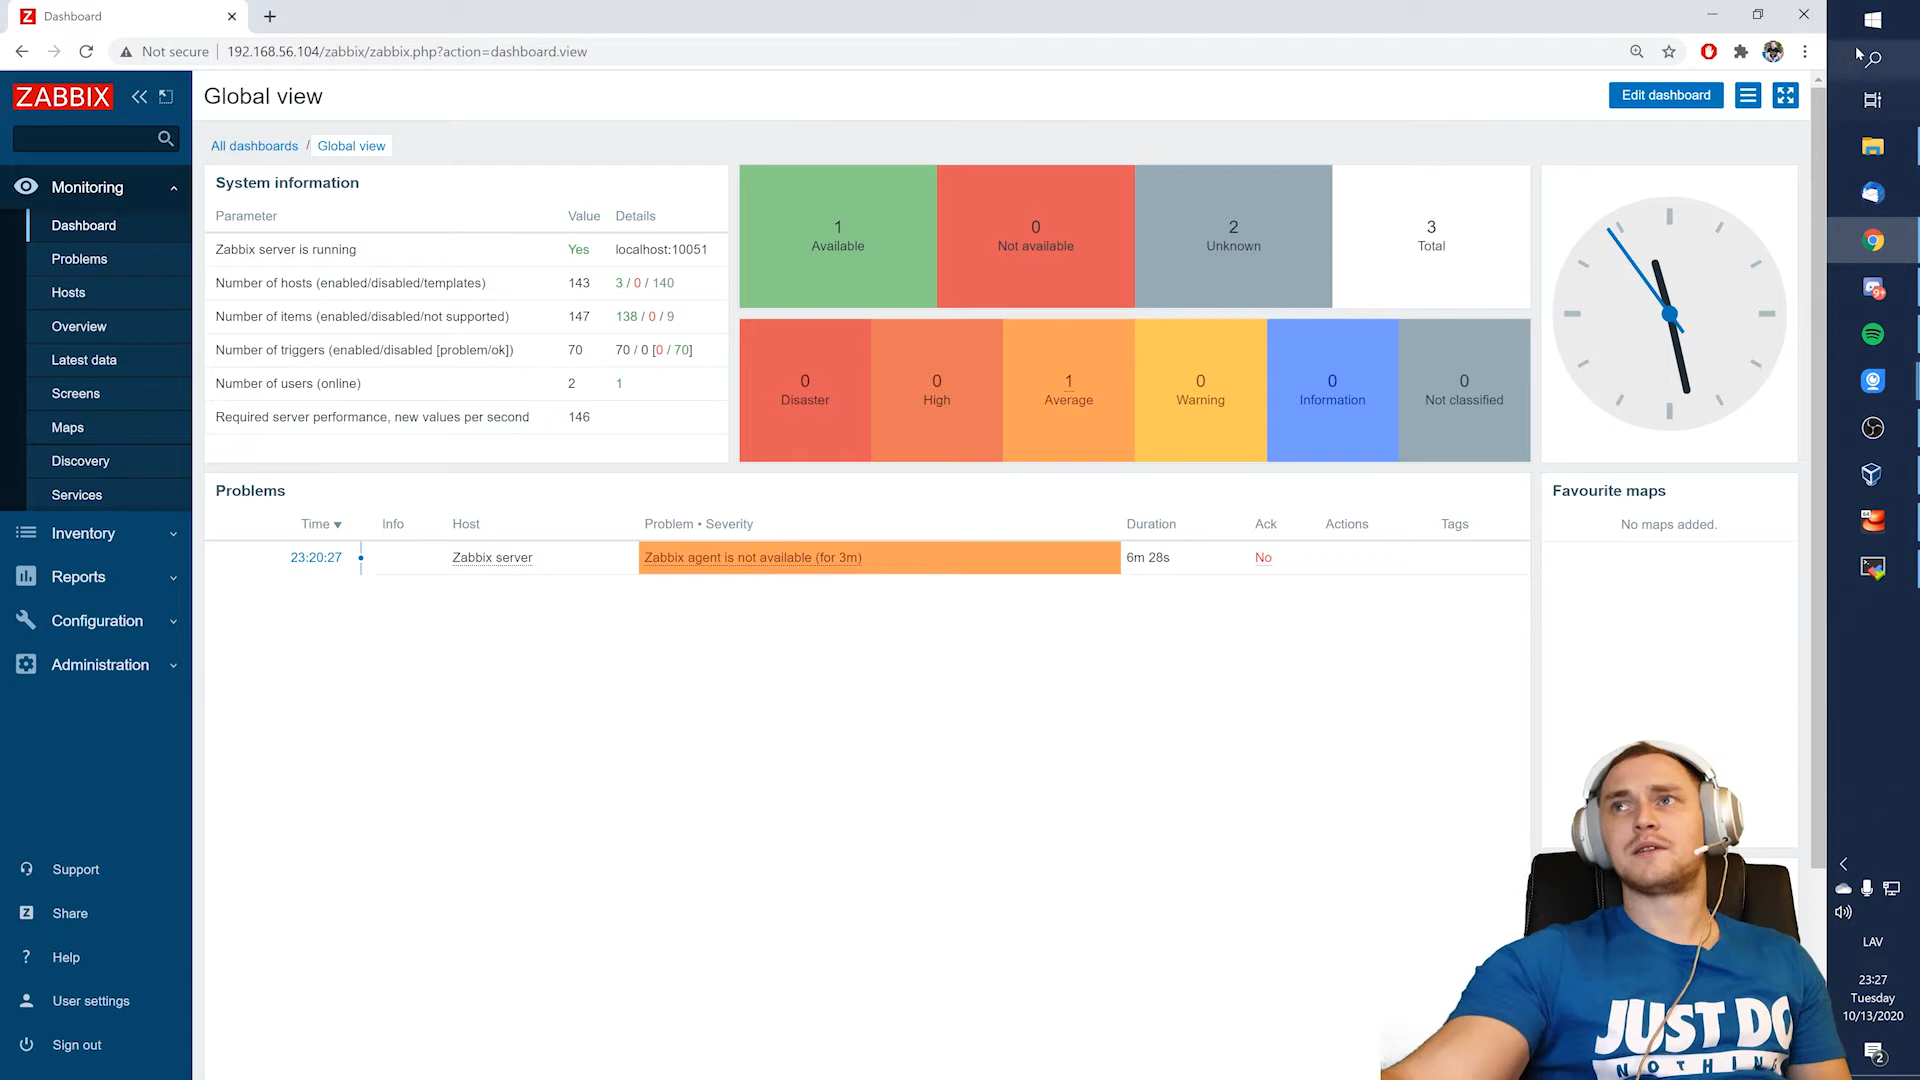 Dashboard
Not secure
192.168.56.104/zabbix/zabbix.php?action=dashboard.view
ZABBIX
Global view
Edit dashboard
All dashboards / Global view
Monitoring
Dashboard
Problems
Hosts
Overview
Latest data
Screens
Maps
Discovery
Services
Inventory
Reports
Configuration
Administration
Support
Share
Help
User settings
Sign out
System information
Parameter Value Details
Zabbix server is running Yes localhost:10051
Number of hosts (enabled/disabled/templates) 143 3 / 0 / 140
Number of items (enabled/disabled/not supported) 147 138 / 0 / 9
Number of triggers (enabled/disabled [problem/ok]) 70 70 / 0 [0 / 70]
Number of users (online) 2 1
Required server performance, new values per second 146
1
Available
0
Not available
2
Unknown
3
Total
0
Disaster
0
High
1
Average
0
Warning
0
Information
0
Not classified
Problems
Time Info Host Problem • Severity Duration Ack Actions Tags
23:20:27 Zabbix server Zabbix agent is not available (for 3m) 6m 28s No
Favourite maps
No maps added.
JUST DO
NOTHING
9+
64
LAV
23:27
Tuesday
10/13/2020
2